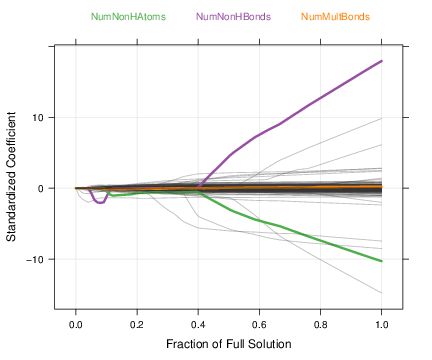 NumNonHAtoms NumNonHBonds NumMultBonds
Standardized Coefficient
10
0
−10
0.0 0.2 0.4 0.6 0.8 1.0
Fraction of Full Solution